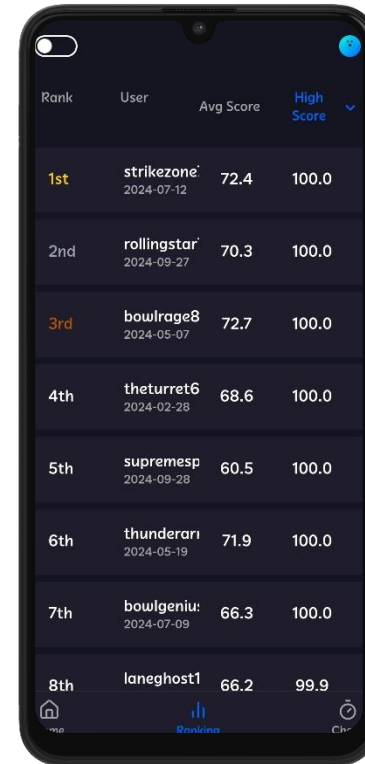 Rank User Avg Score High Score
1st strikezone 72.4 100.0
2024-07-12
2nd rollingstar 70.3 100.0
2024-09-27
3rd bowlrage8 72.7 100.0
2024-05-07
4th theturret6 68.6 100.0
2024-02-28
5th supremesp 60.5 100.0
2024-09-28
6th thunderar 71.9 100.0
2024-05-19
7th bowlgeniu 66.3 100.0
2024-07-09
8th laneghost1 66.2 99.9
Ranking